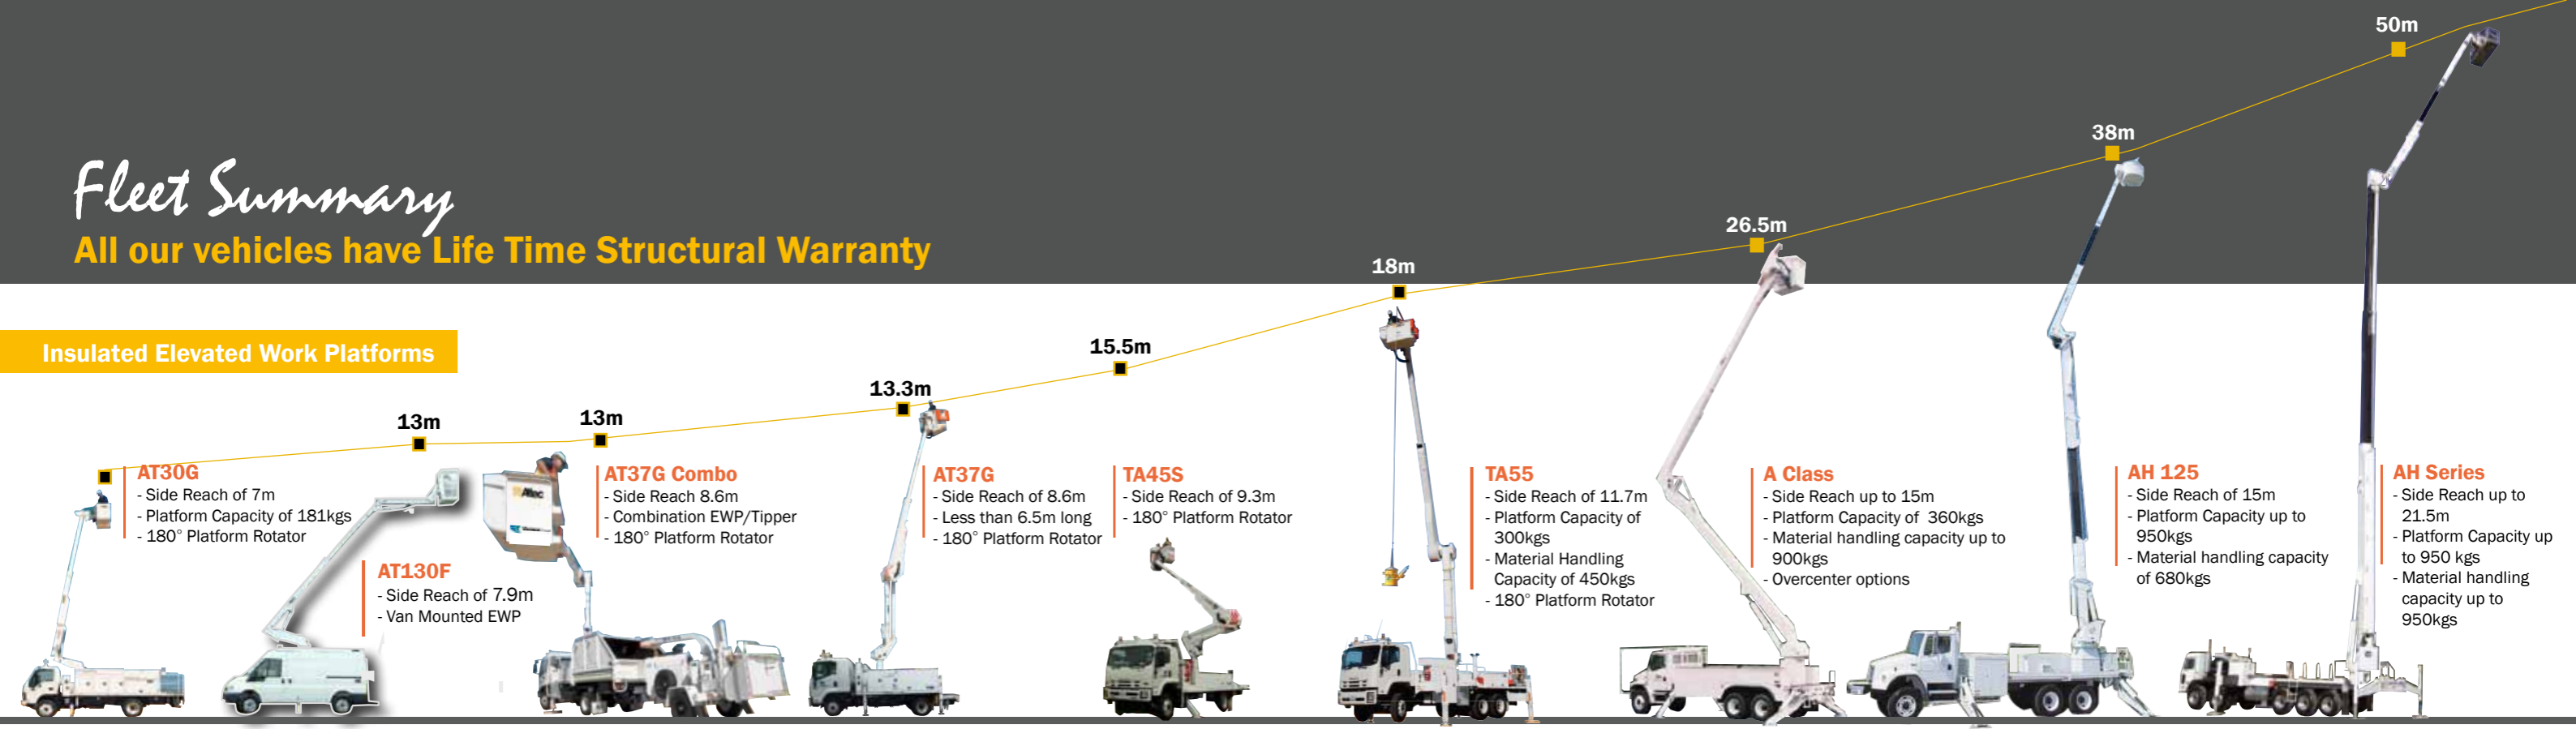 Fleet Summary
All our vehicles have Life Time Structural Warranty
Insulated Elevated Work Platforms
AT30G
- Side Reach of 7m
- Platform Capacity of 181kgs
- 180° Platform Rotator
13m
AT130F
- Side Reach of 7.9m
- Van Mounted EWP
13m
AT37G Combo
- Side Reach 8.6m
- Combination EWP/Tipper
- 180° Platform Rotator
Altec
13.3m
AT37G
- Side Reach of 8.6m
- Less than 6.5m long
- 180° Platform Rotator
15.5m
TA45S
- Side Reach of 9.3m
- 180° Platform Rotator
18m
TA55
- Side Reach of 11.7m
- Platform Capacity of
300kgs
- Material Handling
Capacity of 450kgs
- 180° Platform Rotator
26.5m
A Class
- Side Reach up to 15m
- Platform Capacity of 360kgs
- Material handling capacity up to
900kgs
- Overcenter options
38m
AH 125
- Side Reach of 15m
- Platform Capacity up to
950kgs
- Material handling capacity
of 680kgs
50m
AH Series
- Side Reach up to
21.5m
- Platform Capacity up
to 950 kgs
- Material handling
capacity up to
950kgs